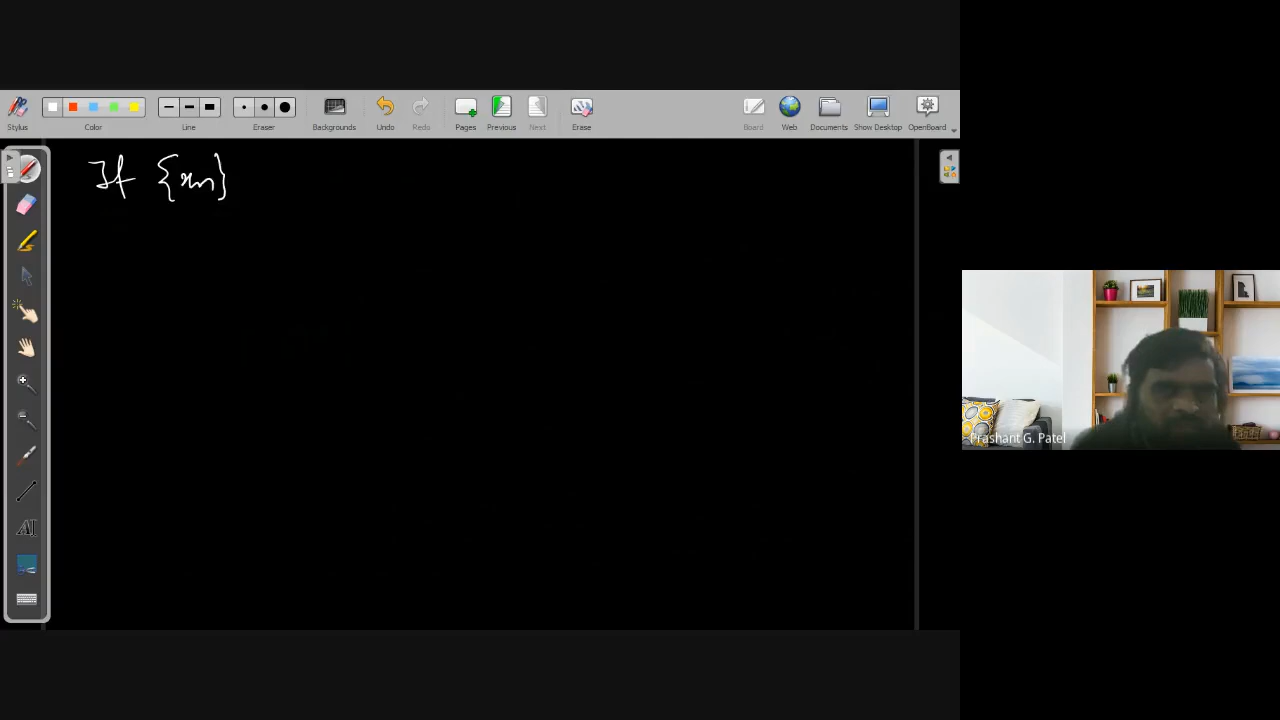 Stylus Color Line Eraser Backgrounds Undo Redo Pages Previous Next Erase Board Web Documents Show Desktop OpenBoard
If {xn}
Prashant G. Patel